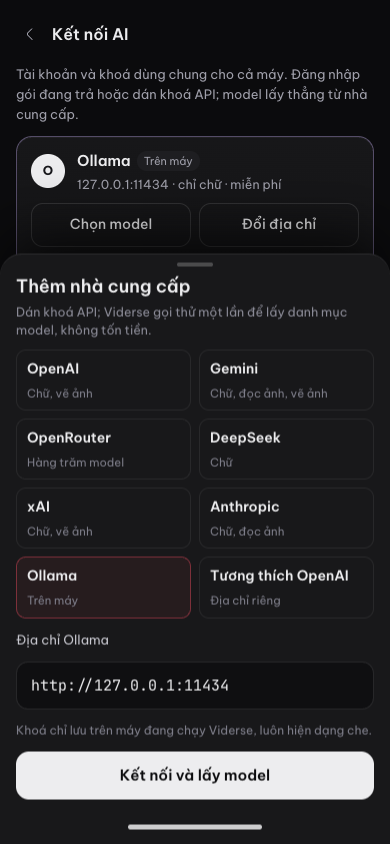 Kết nối AI
Tài khoản và khoá dùng chung cho cả máy. Đăng nhập
gói đang trả hoặc dán khoá API; model lấy thẳng từ nhà
cung cấp.
O
Ollama
Trên máy
127.0.0.1:11434 · chỉ chữ · miễn phí
Chọn model
Đổi địa chỉ
Thêm nhà cung cấp
Dán khoá API; Viderse gọi thử một lần để lấy danh mục
model, không tốn tiền.
OpenAI
Chữ, vẽ ảnh
Gemini
Chữ, đọc ảnh, vẽ ảnh
OpenRouter
Hàng trăm model
DeepSeek
Chữ
xAI
Chữ, vẽ ảnh
Anthropic
Chữ, đọc ảnh
Ollama
Trên máy
Tương thích OpenAI
Địa chỉ riêng
Địa chỉ Ollama
http://127.0.0.1:11434
Khoá chỉ lưu trên máy đang chạy Viderse, luôn hiện dạng che.
Kết nối và lấy model